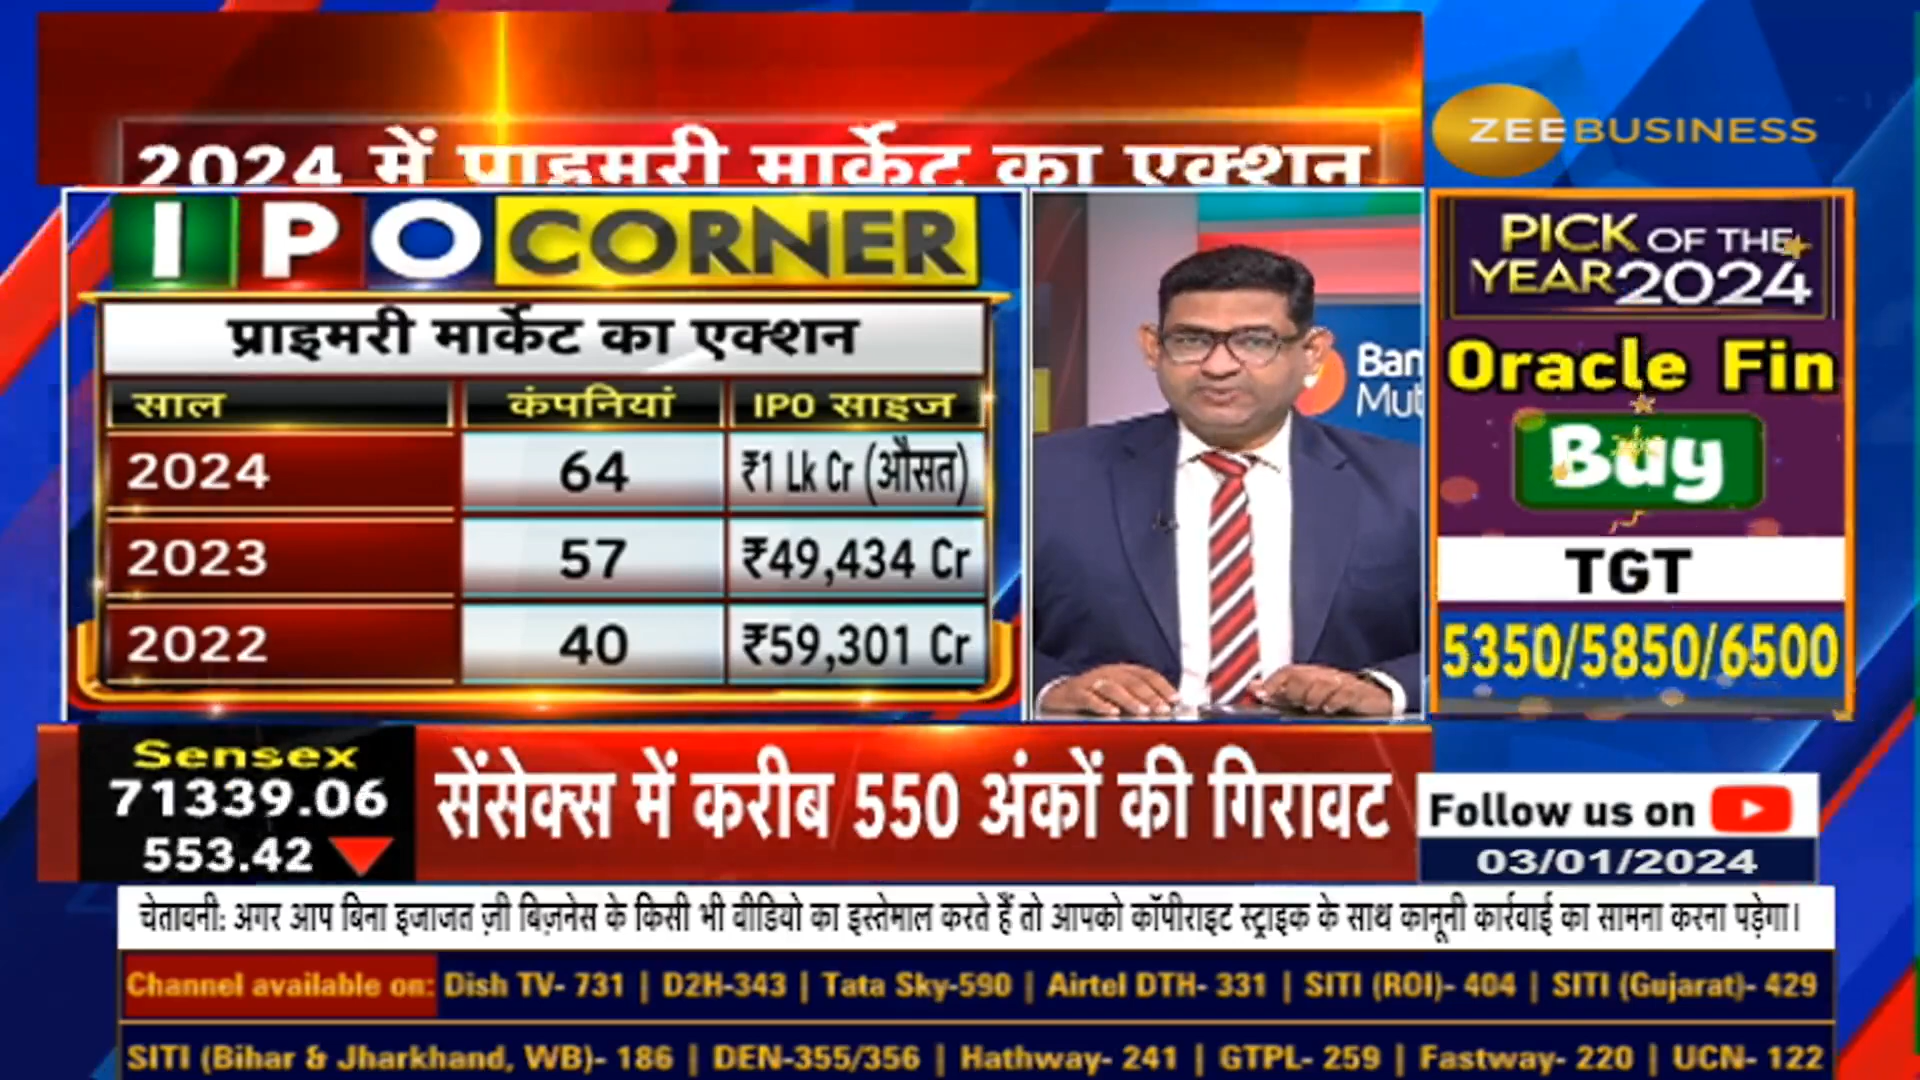 2024 में प्राइमरी मार्केट का एक्शन
ZEEBUSINESS
IPO CORNER
प्राइमरी मार्केट का एक्शन
साल कंपनियां IPO साइज
2024 64 ₹1 Lk Cr (औसत)
2023 57 ₹49,434 Cr
2022 40 ₹59,301 Cr
Ban
Mut
PICK OF THE
YEAR 2024
Oracle Fin
Buy
TGT
5350/5850/6500
Sensex
71339.06
553.42
सेंसेक्स में करीब 550 अंकों की गिरावट
Follow us on
03/01/2024
चेतावनी: अगर आप बिना इजाजत ज़ी बिज़नेस के किसी भी वीडियो का इस्तेमाल करते हैं तो आपको कॉपीराइट स्ट्राइक के साथ कानूनी कार्रवाई का सामना करना पड़ेगा।
Channel available on: Dish TV- 731 | D2H-343 | Tata Sky-590 | Airtel DTH- 331 | SITI (ROI)- 404 | SITI (Gujarat)- 429
SITI (Bihar & Jharkhand, WB)- 186 | DEN-355/356 | Hathway- 241 | GTPL- 259 | Fastway- 220 | UCN- 122